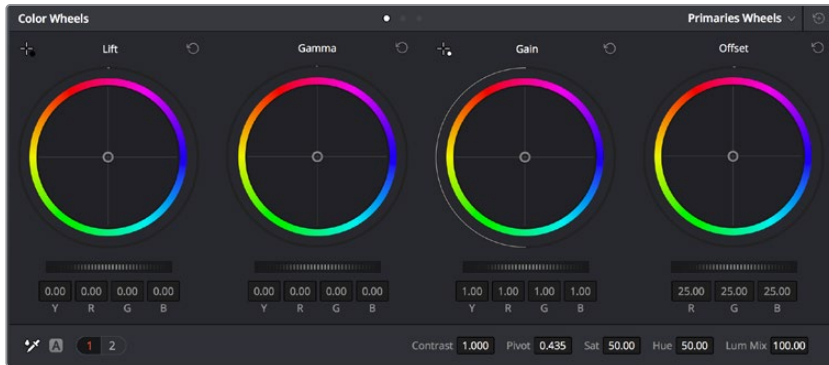 Color Wheels Primaries Wheels
Lift Gamma Gain Offset
0.00 0.00 0.00 0.00 0.00 0.00 0.00 0.00 1.00 1.00 1.00 1.00 25.00 25.00 25.00
Y R G B Y R G B Y R G B R G B
A 1 2 Contrast 1.000 Pivot 0.435 Sat 50.00 Hue 50.00 Lum Mix 100.00